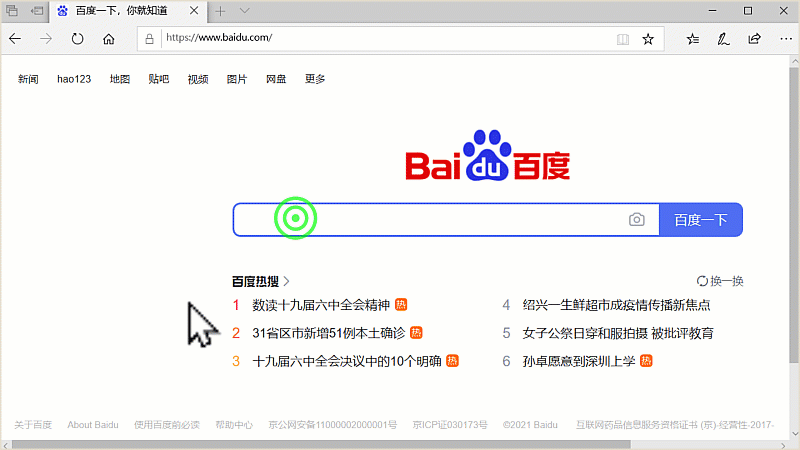 百度一下，你就知道
https://www.baidu.com/
新闻 hao123 地图 贴吧 视频 图片 网盘 更多
Bai du 百度
百度一下
百度热搜 换一换
1 数读十九届六中全会精神 热
2 31省区市新增51例本土确诊 热
3 十九届六中全会决议中的10个明确 热
4 绍兴一生鲜超市成疫情传播新焦点
5 女子公祭日穿和服拍摄 被批评教育
6 孙卓愿意到深圳上学 热
关于百度 About Baidu 使用百度前必读 帮助中心 京公网安备11000002000001号 京ICP证030173号 ©2021 Baidu 互联网药品信息服务资格证书 (京)-经营性-2017-